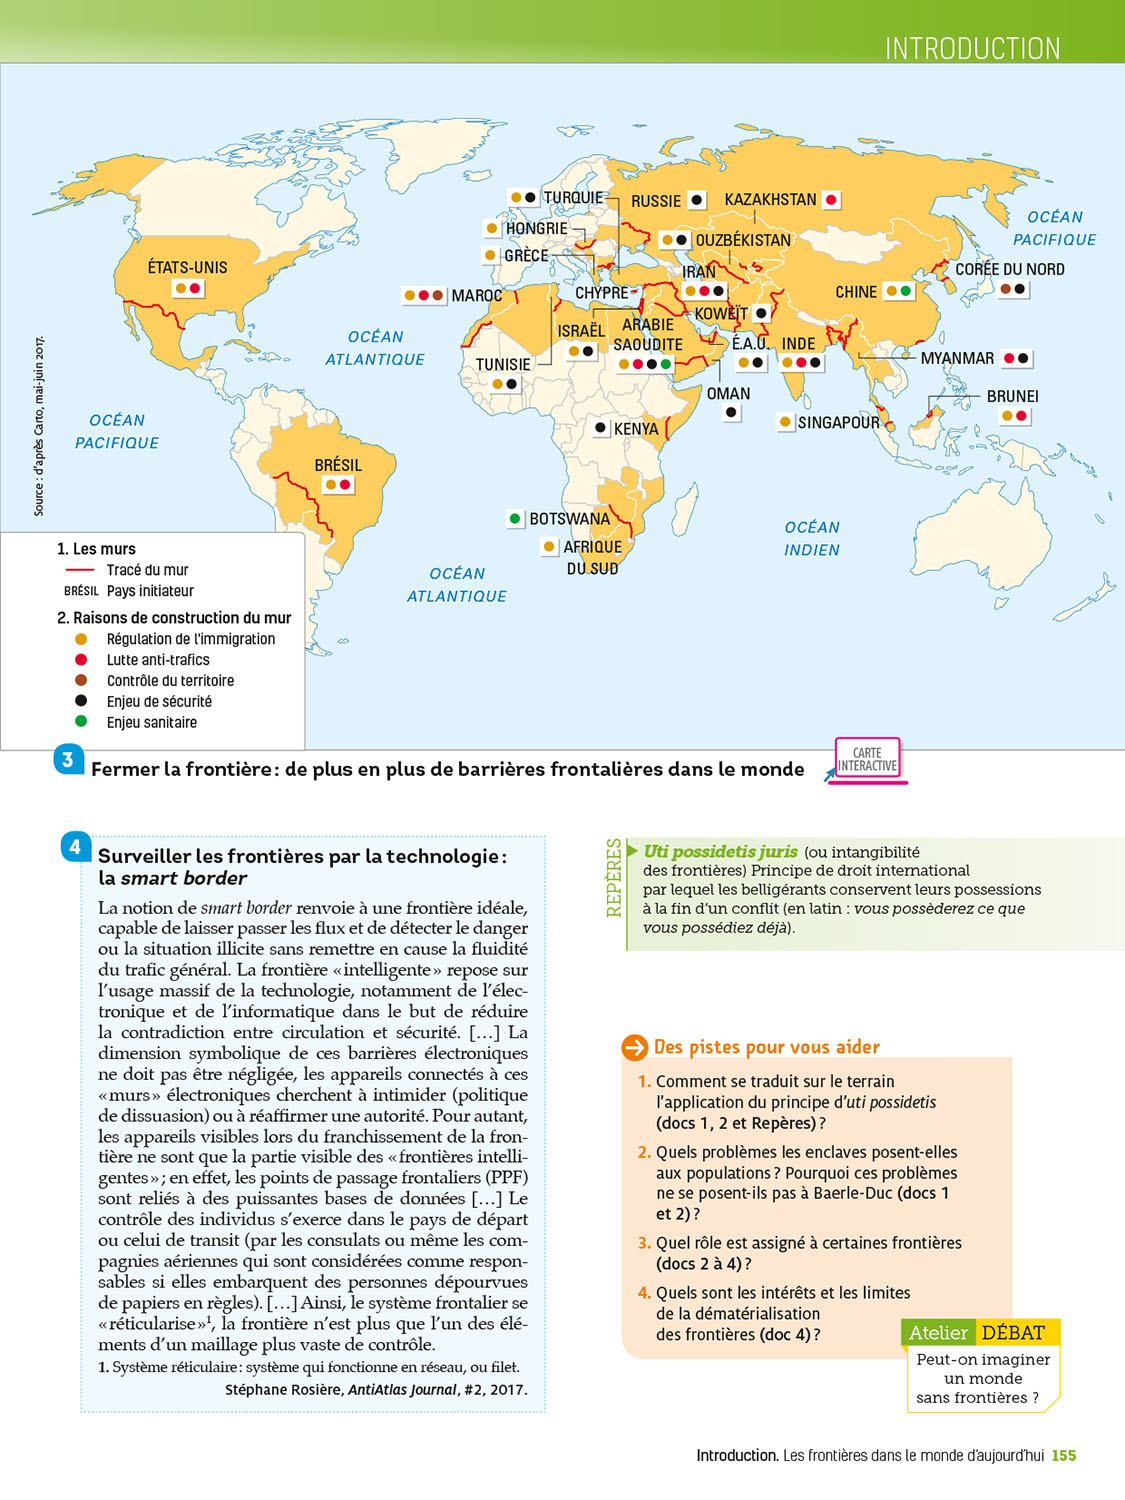 INTRODUCTION
TURQUIE
RUSSIE
KAZAKHSTAN
OCÉAN
PACIFIQUE
HONGRIE
OUZBÉKISTAN
GRÈCE
ÉTATS-UNIS
IRAN
CORÉE DU NORD
MAROC
CHYPRE
CHINE
KOWEÏT
OCÉAN
ATLANTIQUE
ISRAËL
ARABIE
SAOUDITE
É.A.U.
INDE
TUNISIE
MYANMAR
OMAN
BRUNEI
OCÉAN
PACIFIQUE
SINGAPOUR
KENYA
BRÉSIL
BOTSWANA
OCÉAN
INDIEN
AFRIQUE
DU SUD
OCÉAN
ATLANTIQUE
Source : d'après Carto, mai-juin 2017.
1. Les murs
Tracé du mur
BRÉSIL Pays initiateur
2. Raisons de construction du mur
Régulation de l'immigration
Lutte anti-trafics
Contrôle du territoire
Enjeu de sécurité
Enjeu sanitaire
3 Fermer la frontière : de plus en plus de barrières frontalières dans le monde
CARTE
INTERACTIVE
4 Surveiller les frontières par la technologie :
la smart border
La notion de smart border renvoie à une frontière idéale,
capable de laisser passer les flux et de détecter le danger
ou la situation illicite sans remettre en cause la fluidité
du trafic général. La frontière « intelligente » repose sur
l'usage massif de la technologie, notamment de l'élec-
tronique et de l'informatique dans le but de réduire
la contradiction entre circulation et sécurité. […] La
dimension symbolique de ces barrières électroniques
ne doit pas être négligée, les appareils connectés à ces
« murs » électroniques cherchent à intimider (politique
de dissuasion) ou à réaffirmer une autorité. Pour autant,
les appareils visibles lors du franchissement de la fron-
tière ne sont que la partie visible des « frontières intelli-
gentes » ; en effet, les points de passage frontaliers (PPF)
sont reliés à des puissantes bases de données […] Le
contrôle des individus s'exerce dans le pays de départ
ou celui de transit (par les consulats ou même les com-
pagnies aériennes qui sont considérées comme respon-
sables si elles embarquent des personnes dépourvues
de papiers en règles). […] Ainsi, le système frontalier se
« réticularise »¹, la frontière n'est plus que l'un des élé-
ments d'un maillage plus vaste de contrôle.
1. Système réticulaire : système qui fonctionne en réseau, ou filet.
Stéphane Rosière, AntiAtlas Journal, #2, 2017.
REPÈRES
Uti possidetis juris (ou intangibilité
des frontières) Principe de droit international
par lequel les belligérants conservent leurs possessions
à la fin d'un conflit (en latin : vous possèderez ce que
vous possédiez déjà).
Des pistes pour vous aider
1. Comment se traduit sur le terrain
l'application du principe d'uti possidetis
(docs 1, 2 et Repères) ?
2. Quels problèmes les enclaves posent-elles
aux populations ? Pourquoi ces problèmes
ne se posent-ils pas à Baerle-Duc (docs 1
et 2) ?
3. Quel rôle est assigné à certaines frontières
(docs 2 à 4) ?
4. Quels sont les intérêts et les limites
de la dématérialisation
des frontières (doc 4) ?
Atelier DÉBAT
Peut-on imaginer
un monde
sans frontières ?
Introduction. Les frontières dans le monde d'aujourd'hui 155